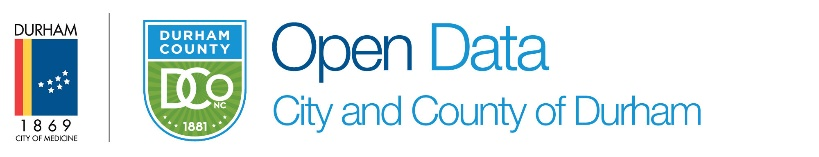 DURHAM
1869
CITY OF MEDICINE
DURHAM
COUNTY
DCo
NC
1881
Open Data
City and County of Durham